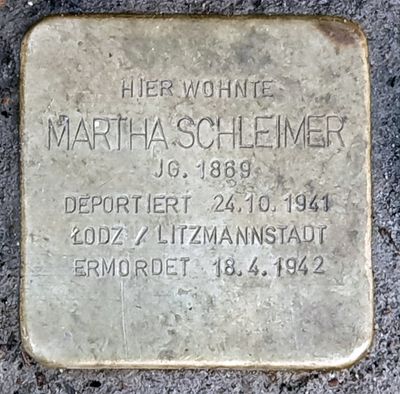 HIER WOHNTE
MARTHA SCHLEIMER
JG. 1869
DEPORTIERT 24.10.1941
ŁODZ / LITZMANNSTADT
ERMORDET 18.4.1942